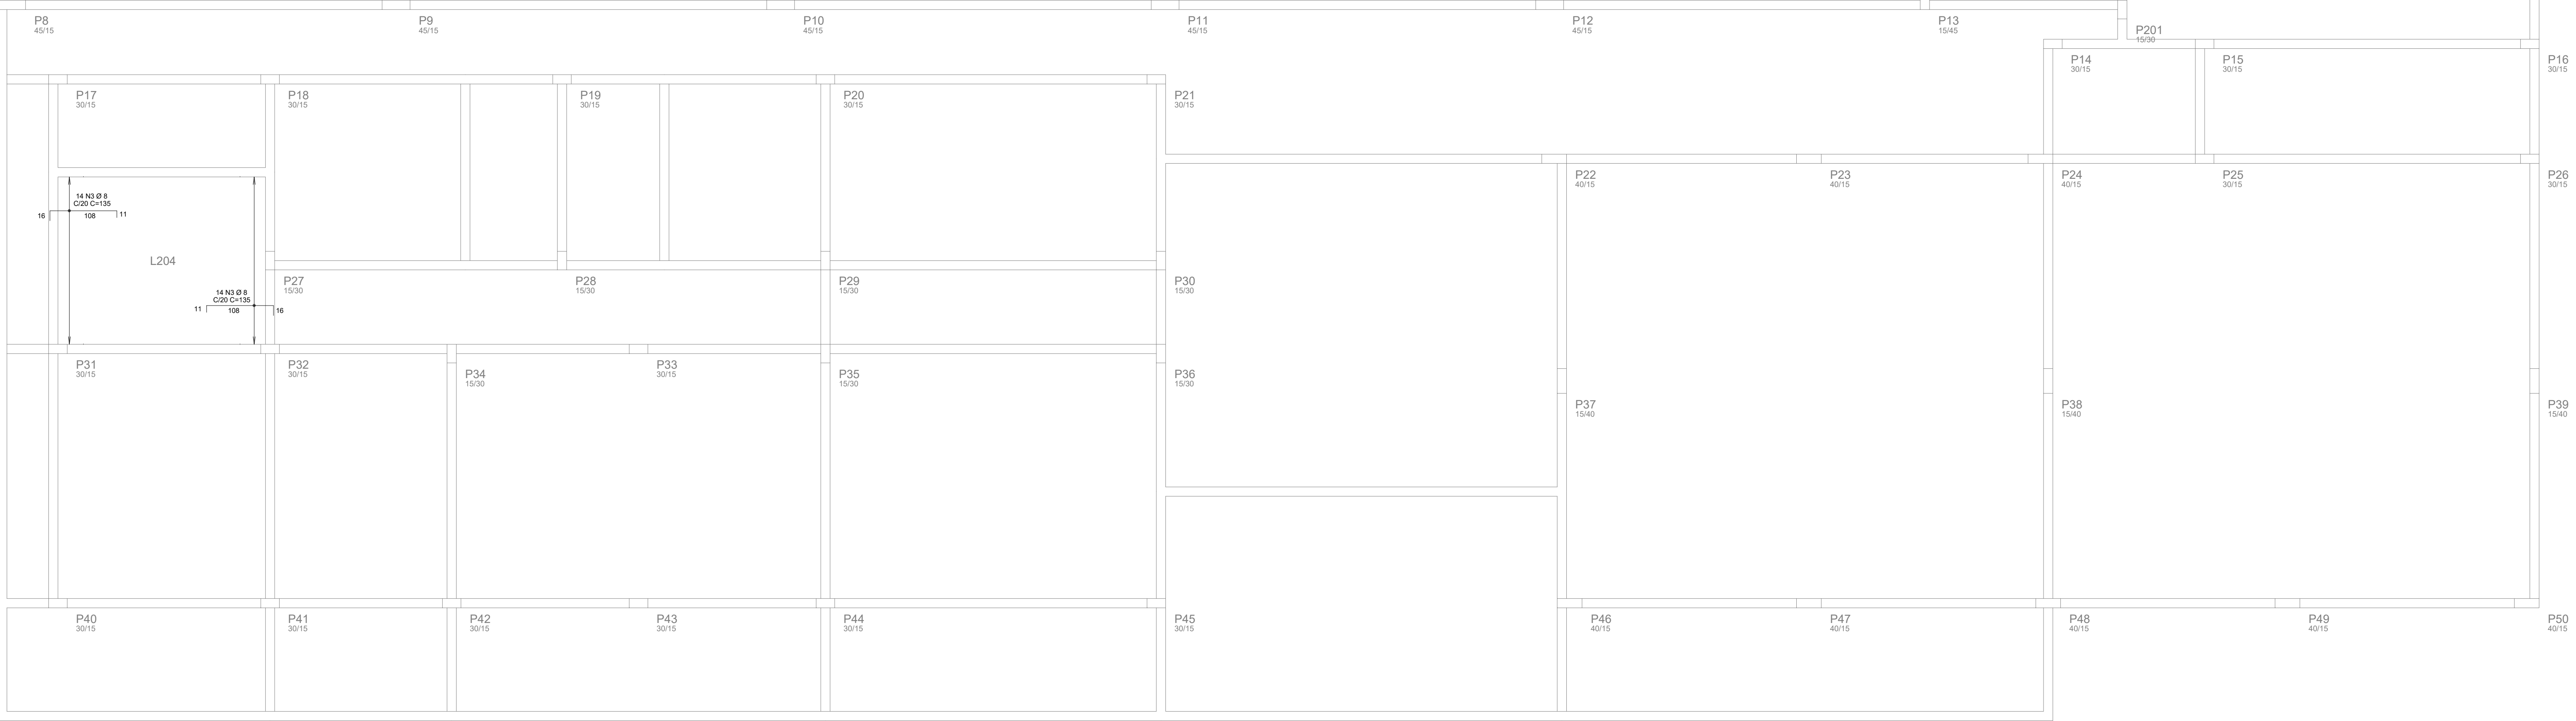 P8
45/15
P9
45/15
P10
45/15
P11
45/15
P12
45/15
P13
15/45
P201
15/30
P14
30/15
P15
30/15
P16
30/15
P17
30/15
P18
30/15
P19
30/15
P20
30/15
P21
30/15
P22
40/15
P23
40/15
P24
40/15
P25
30/15
P26
30/15
14 N3 Ø 8
C/20 C=135
16
108
11
L204
14 N3 Ø 8
C/20 C=135
11
108
16
P27
15/30
P28
15/30
P29
15/30
P30
15/30
P31
30/15
P32
30/15
P34
15/30
P33
30/15
P35
15/30
P36
15/30
P37
15/40
P38
15/40
P39
15/40
P40
30/15
P41
30/15
P42
30/15
P43
30/15
P44
30/15
P45
30/15
P46
40/15
P47
40/15
P48
40/15
P49
40/15
P50
40/15